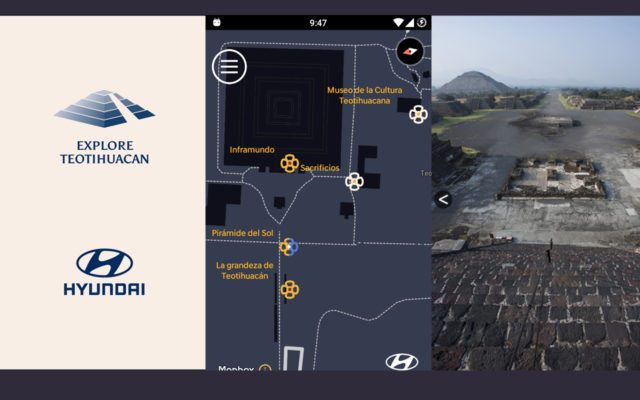 EXPLORE
TEOTIHUACAN
HYUNDAI
9:47
Museo de la Cultura
Teotihuacana
Inframundo
Sacrificios
Teo
Pirámide del Sol
La grandeza de
Teotihuacán
Mapbox
<